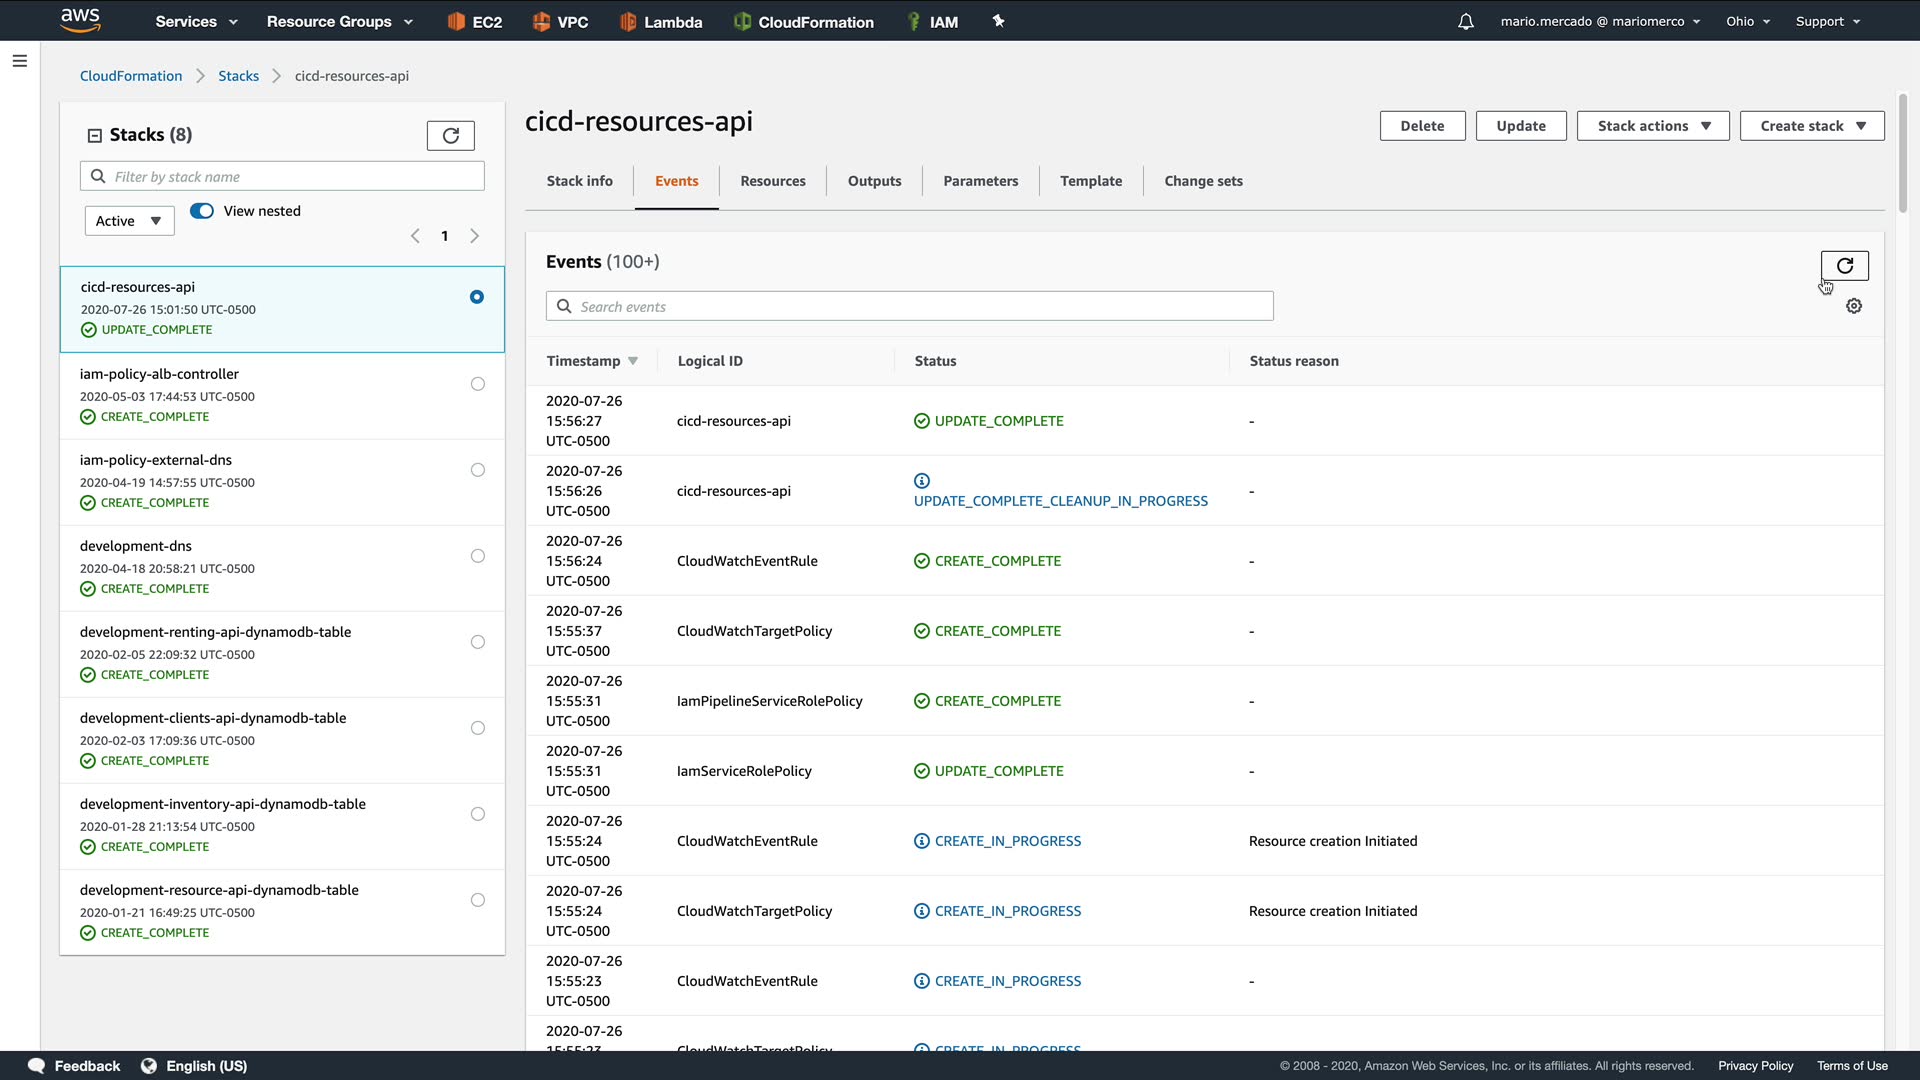 aws
Services
Resource Groups
EC2
VPC
Lambda
CloudFormation
IAM
mario.mercado @ mariomerco
Ohio
Support
CloudFormation
Stacks
cicd-resources-api
Stacks (8)
Filter by stack name
Active
View nested
1
cicd-resources-api
2020-07-26 15:01:50 UTC-0500
UPDATE_COMPLETE
iam-policy-alb-controller
2020-05-03 17:44:53 UTC-0500
CREATE_COMPLETE
iam-policy-external-dns
2020-04-19 14:57:55 UTC-0500
CREATE_COMPLETE
development-dns
2020-04-18 20:58:21 UTC-0500
CREATE_COMPLETE
development-renting-api-dynamodb-table
2020-02-05 22:09:32 UTC-0500
CREATE_COMPLETE
development-clients-api-dynamodb-table
2020-02-03 17:09:36 UTC-0500
CREATE_COMPLETE
development-inventory-api-dynamodb-table
2020-01-28 21:13:54 UTC-0500
CREATE_COMPLETE
development-resource-api-dynamodb-table
2020-01-21 16:49:25 UTC-0500
CREATE_COMPLETE
cicd-resources-api
Delete
Update
Stack actions
Create stack
Stack info
Events
Resources
Outputs
Parameters
Template
Change sets
Events (100+)
Search events
Timestamp
Logical ID
Status
Status reason
2020-07-26
15:56:27
UTC-0500
cicd-resources-api
UPDATE_COMPLETE
-
2020-07-26
15:56:26
UTC-0500
cicd-resources-api
UPDATE_COMPLETE_CLEANUP_IN_PROGRESS
-
2020-07-26
15:56:24
UTC-0500
CloudWatchEventRule
CREATE_COMPLETE
-
2020-07-26
15:55:37
UTC-0500
CloudWatchTargetPolicy
CREATE_COMPLETE
-
2020-07-26
15:55:31
UTC-0500
IamPipelineServiceRolePolicy
CREATE_COMPLETE
-
2020-07-26
15:55:31
UTC-0500
IamServiceRolePolicy
UPDATE_COMPLETE
-
2020-07-26
15:55:24
UTC-0500
CloudWatchEventRule
CREATE_IN_PROGRESS
Resource creation Initiated
2020-07-26
15:55:24
UTC-0500
CloudWatchTargetPolicy
CREATE_IN_PROGRESS
Resource creation Initiated
2020-07-26
15:55:23
UTC-0500
CloudWatchEventRule
CREATE_IN_PROGRESS
-
2020-07-26
15:55:23
CloudWatchTargetPolicy
CREATE_IN_PROGRESS
Feedback
English (US)
© 2008 - 2020, Amazon Web Services, Inc. or its affiliates. All rights reserved.
Privacy Policy
Terms of Use